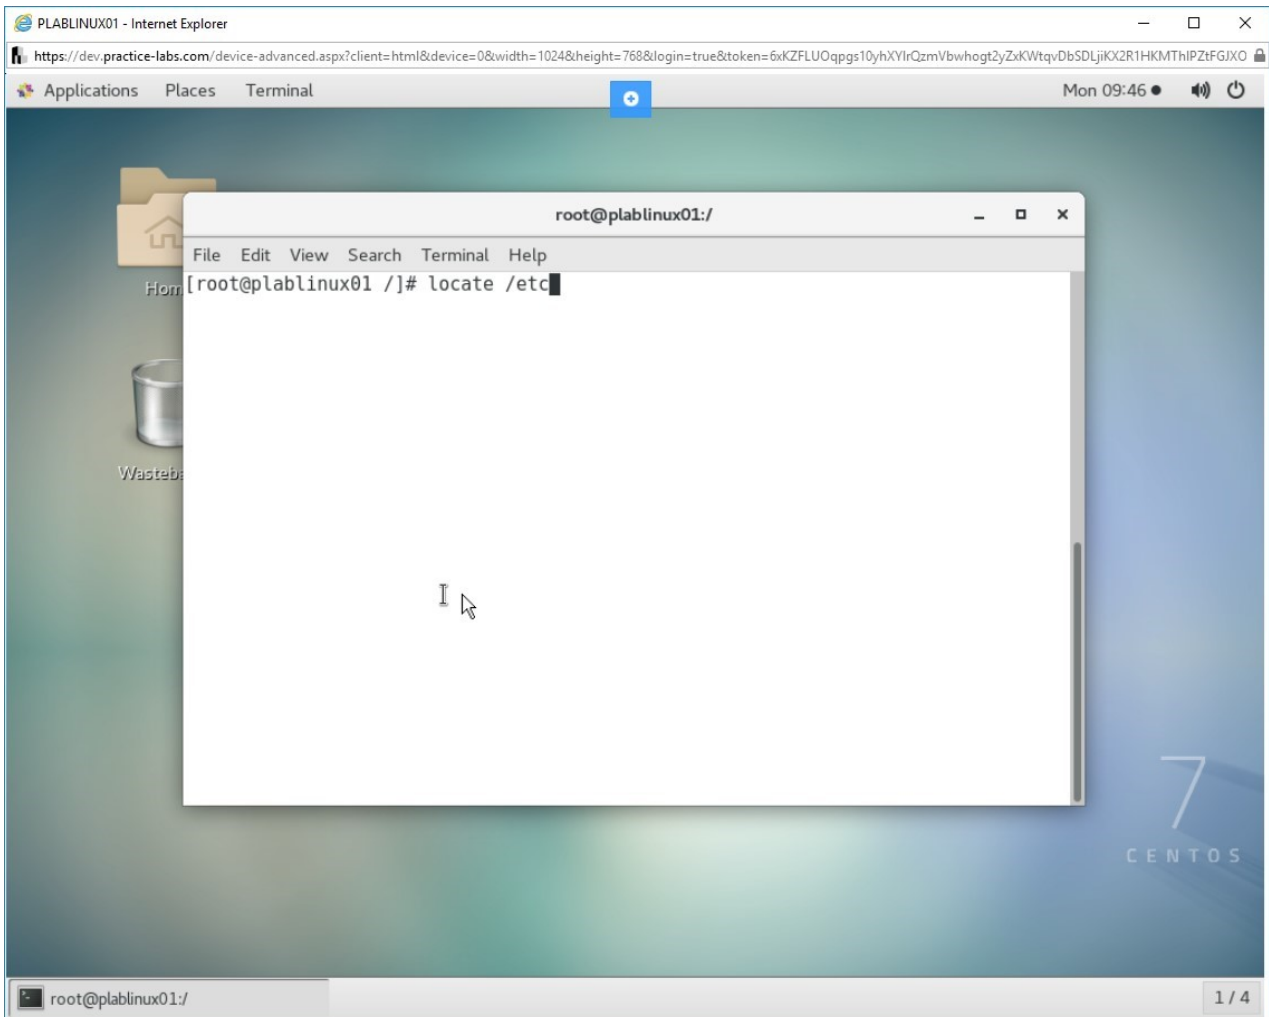 PLABLINUX01 - Internet Explorer
https://dev.practice-labs.com/device-advanced.aspx?client=html&device=0&width=1024&height=768&login=true&token=
Applications Places Terminal Mon 09:46
root@plablinux01:/
File Edit View Search Terminal Help
[root@plablinux01 /]# locate /etc
Hom
Wasteb
7
CENTOS
root@plablinux01:/ 1 / 4